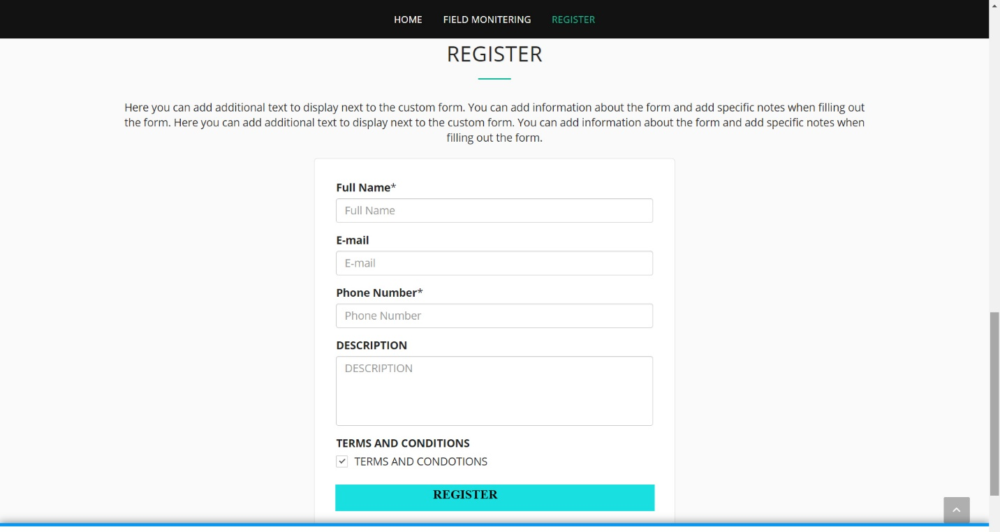 HOME FIELD MONITERING REGISTER
REGISTER
Here you can add additional text to display next to the custom form. You can add information about the form and add specific notes when filling out
the form. Here you can add additional text to display next to the custom form. You can add information about the form and add specific notes when
filling out the form.
Full Name*
Full Name
E-mail
E-mail
Phone Number*
Phone Number
DESCRIPTION
DESCRIPTION
TERMS AND CONDITIONS
TERMS AND CONDOTIONS
REGISTER